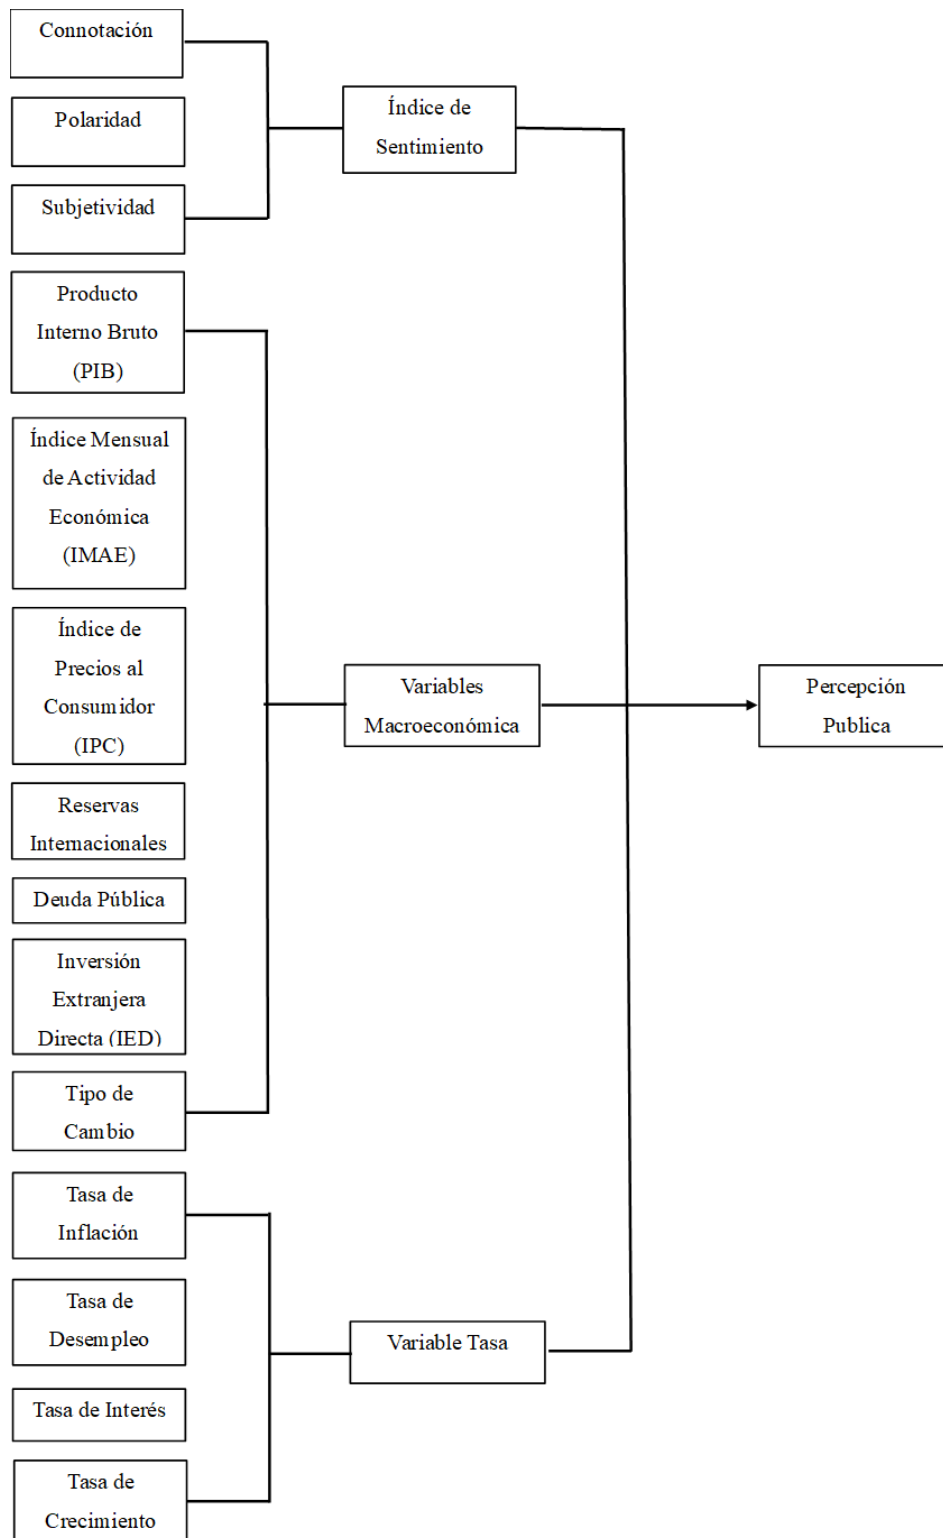 Connotación
Polaridad
Subjetividad
Índice de
Sentimiento
Producto
Interno Bruto
(PIB)
Índice Mensual
de Actividad
Económica
(IMAE)
Índice de
Precios al
Consumidor
(IPC)
Reservas
Internacionales
Deuda Pública
Inversión
Extranjera
Directa (IED)
Tipo de
Cambio
Variables
Macroeconómica
Percepción
Publica
Tasa de
Inflación
Tasa de
Desempleo
Tasa de Interés
Tasa de
Crecimiento
Variable Tasa